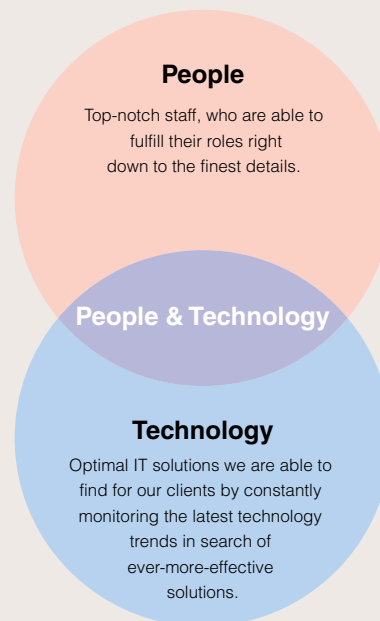 People
Top-notch staff, who are able to
fulfill their roles right
down to the finest details.
People & Technology
Technology
Optimal IT solutions we are able to
find for our clients by constantly
monitoring the latest technology
trends in search of
ever-more-effective
solutions.